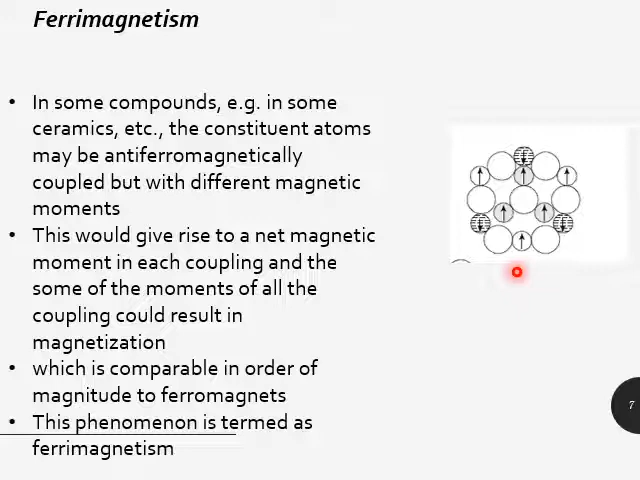 Ferrimagnetism
• In some compounds, e.g. in some
ceramics, etc., the constituent atoms
may be antiferromagnetically
coupled but with different magnetic
moments
• This would give rise to a net magnetic
moment in each coupling and the
some of the moments of all the
coupling could result in
magnetization
• which is comparable in order of
magnitude to ferromagnets
• This phenomenon is termed as
ferrimagnetism
7